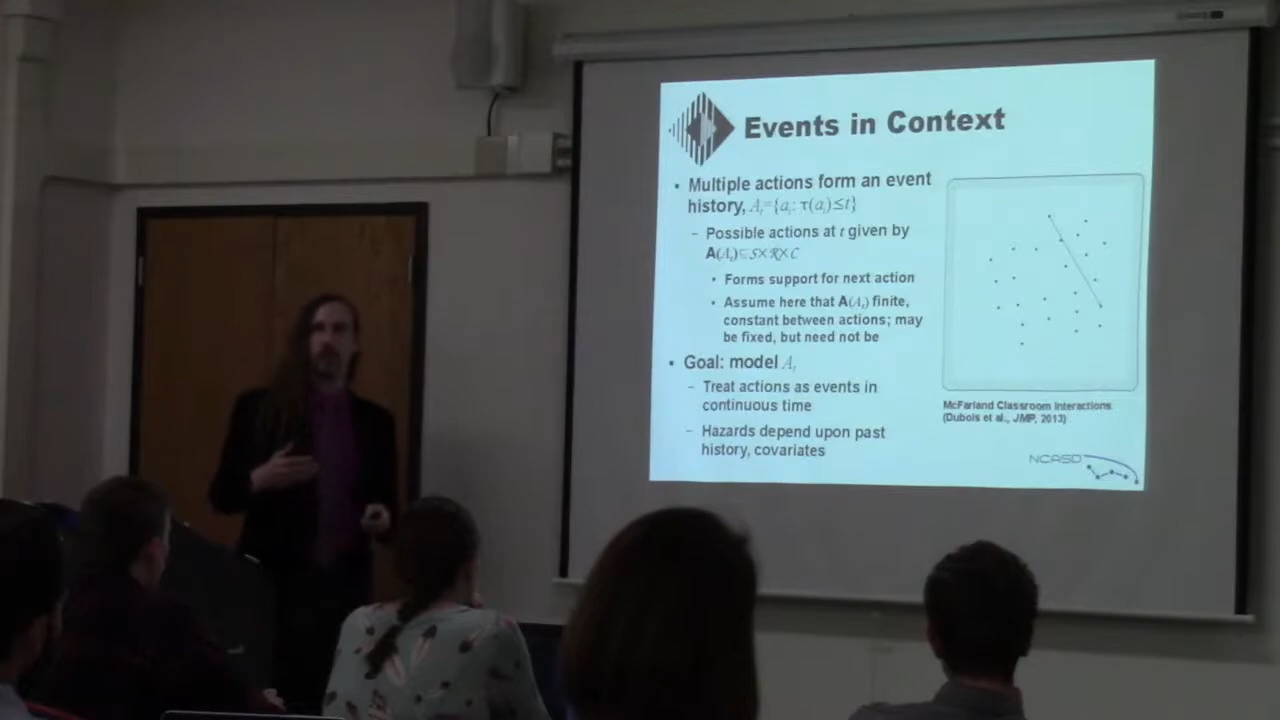 Events in Context
• Multiple actions form an event
history, Aₜ={aᵢ: τ(aᵢ)≤t}
– Possible actions at t given by
A(Aₜ)⊆S×R×C
• Forms support for next action
• Assume here that A(Aₜ) finite,
constant between actions; may
be fixed, but need not be
• Goal: model Aₜ
– Treat actions as events in
continuous time
– Hazards depend upon past
history, covariates
McFarland Classroom Interactions
(Dubois et al., JMP, 2013)
NCASD